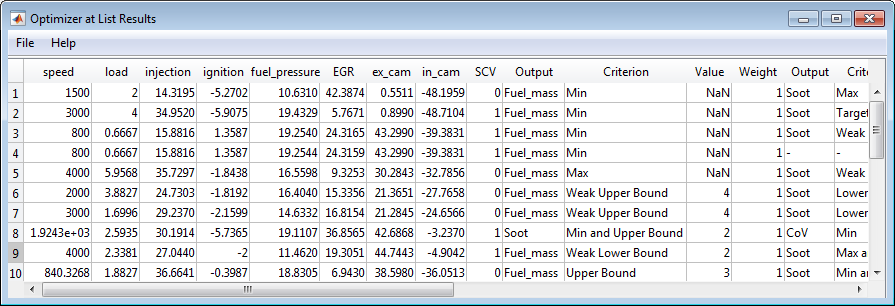 Optimizer at List Results
File Help
speed load injection ignition fuel_pressure EGR ex_cam in_cam SCV Output Criterion Value Weight Output Crite
1 1500 2 14.3195 -5.2702 10.6310 42.3874 0.5511 -48.1959 0 Fuel_mass Min NaN 1 Soot Max
2 3000 4 34.9520 -5.9075 19.4329 5.7671 0.8990 -48.7104 1 Fuel_mass Min NaN 1 Soot Target
3 800 0.6667 15.8816 1.3587 19.2540 24.3165 43.2990 -39.3831 1 Fuel_mass Min NaN 1 Soot Weak
4 800 0.6667 15.8816 1.3587 19.2544 24.3159 43.2990 -39.3831 1 Fuel_mass Min NaN 1 - -
5 4000 5.9568 35.7297 -1.8438 16.5598 9.3253 30.2843 -32.7856 1 Fuel_mass Max NaN 1 Soot Weak
6 2000 3.8827 24.7303 -1.8192 16.4040 15.3356 21.3651 -27.7658 0 Fuel_mass Weak Upper Bound 4 1 Soot Lower
7 3000 1.6996 29.2370 -2.1599 14.6332 16.8154 21.2845 -24.6566 0 Fuel_mass Weak Upper Bound 4 1 Soot Lower
8 1.9243e+03 2.5935 30.1914 -5.7365 19.1107 36.8565 42.6868 -3.2370 1 Soot Min and Upper Bound 2 1 CoV Min
9 4000 2.3381 27.0440 -2 11.4620 19.3051 44.7443 -4.9042 1 Fuel_mass Weak Lower Bound 2 1 Soot Max a
10 840.3268 1.8827 36.6641 -0.3987 18.8305 6.9430 38.5980 -36.0513 0 Fuel_mass Upper Bound 3 1 Soot Min ar